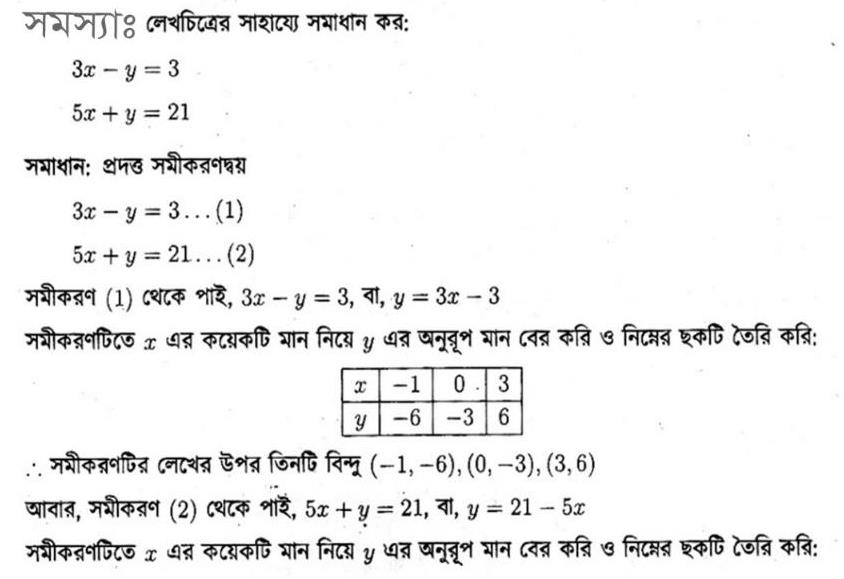 সমস্যাঃ লেখচিত্রের সাহায্যে সমাধান কর:
3x − y = 3
5x + y = 21
সমাধান: প্রদত্ত সমীকরণদ্বয়
3x − y = 3...(1)
5x + y = 21...(2)
সমীকরণ (1) থেকে পাই, 3x − y = 3, বা, y = 3x − 3
সমীকরণটিতে x এর কয়েকটি মান নিয়ে y এর অনুরূপ মান বের করি ও নিম্নের ছকটি তৈরি করি:
x −1 0 3
y −6 −3 6
∴ সমীকরণটির লেখের উপর তিনটি বিন্দু (−1, −6), (0, −3), (3, 6)
আবার, সমীকরণ (2) থেকে পাই, 5x + y = 21, বা, y = 21 − 5x
সমীকরণটিতে x এর কয়েকটি মান নিয়ে y এর অনুরূপ মান বের করি ও নিম্নের ছকটি তৈরি করি: